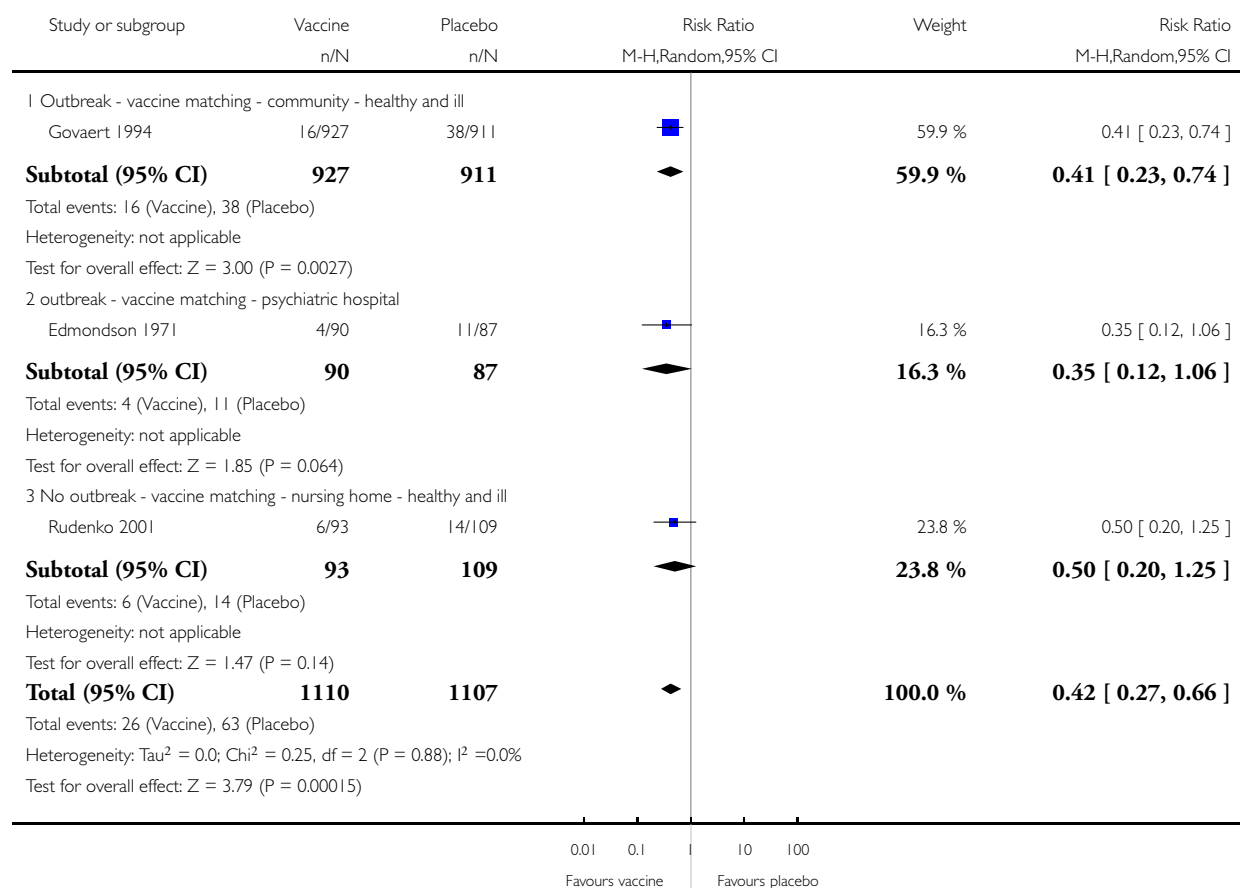 Study or subgroup Vaccine Placebo Risk Ratio Weight Risk Ratio
n/N n/N M-H,Random,95% CI M-H,Random,95% CI
1 Outbreak - vaccine matching - community - healthy and ill
Govaert 1994 16/927 38/911 59.9 % 0.41 [ 0.23, 0.74 ]
Subtotal (95% CI) 927 911 59.9 % 0.41 [ 0.23, 0.74 ]
Total events: 16 (Vaccine), 38 (Placebo)
Heterogeneity: not applicable
Test for overall effect: Z = 3.00 (P = 0.0027)
2 outbreak - vaccine matching - psychiatric hospital
Edmondson 1971 4/90 11/87 16.3 % 0.35 [ 0.12, 1.06 ]
Subtotal (95% CI) 90 87 16.3 % 0.35 [ 0.12, 1.06 ]
Total events: 4 (Vaccine), 11 (Placebo)
Heterogeneity: not applicable
Test for overall effect: Z = 1.85 (P = 0.064)
3 No outbreak - vaccine matching - nursing home - healthy and ill
Rudenko 2001 6/93 14/109 23.8 % 0.50 [ 0.20, 1.25 ]
Subtotal (95% CI) 93 109 23.8 % 0.50 [ 0.20, 1.25 ]
Total events: 6 (Vaccine), 14 (Placebo)
Heterogeneity: not applicable
Test for overall effect: Z = 1.47 (P = 0.14)
Total (95% CI) 1110 1107 100.0 % 0.42 [ 0.27, 0.66 ]
Total events: 26 (Vaccine), 63 (Placebo)
Heterogeneity: Tau² = 0.0; Chi² = 0.25, df = 2 (P = 0.88); I² =0.0%
Test for overall effect: Z = 3.79 (P = 0.00015)
0.01 0.1 1 10 100
Favours vaccine Favours placebo